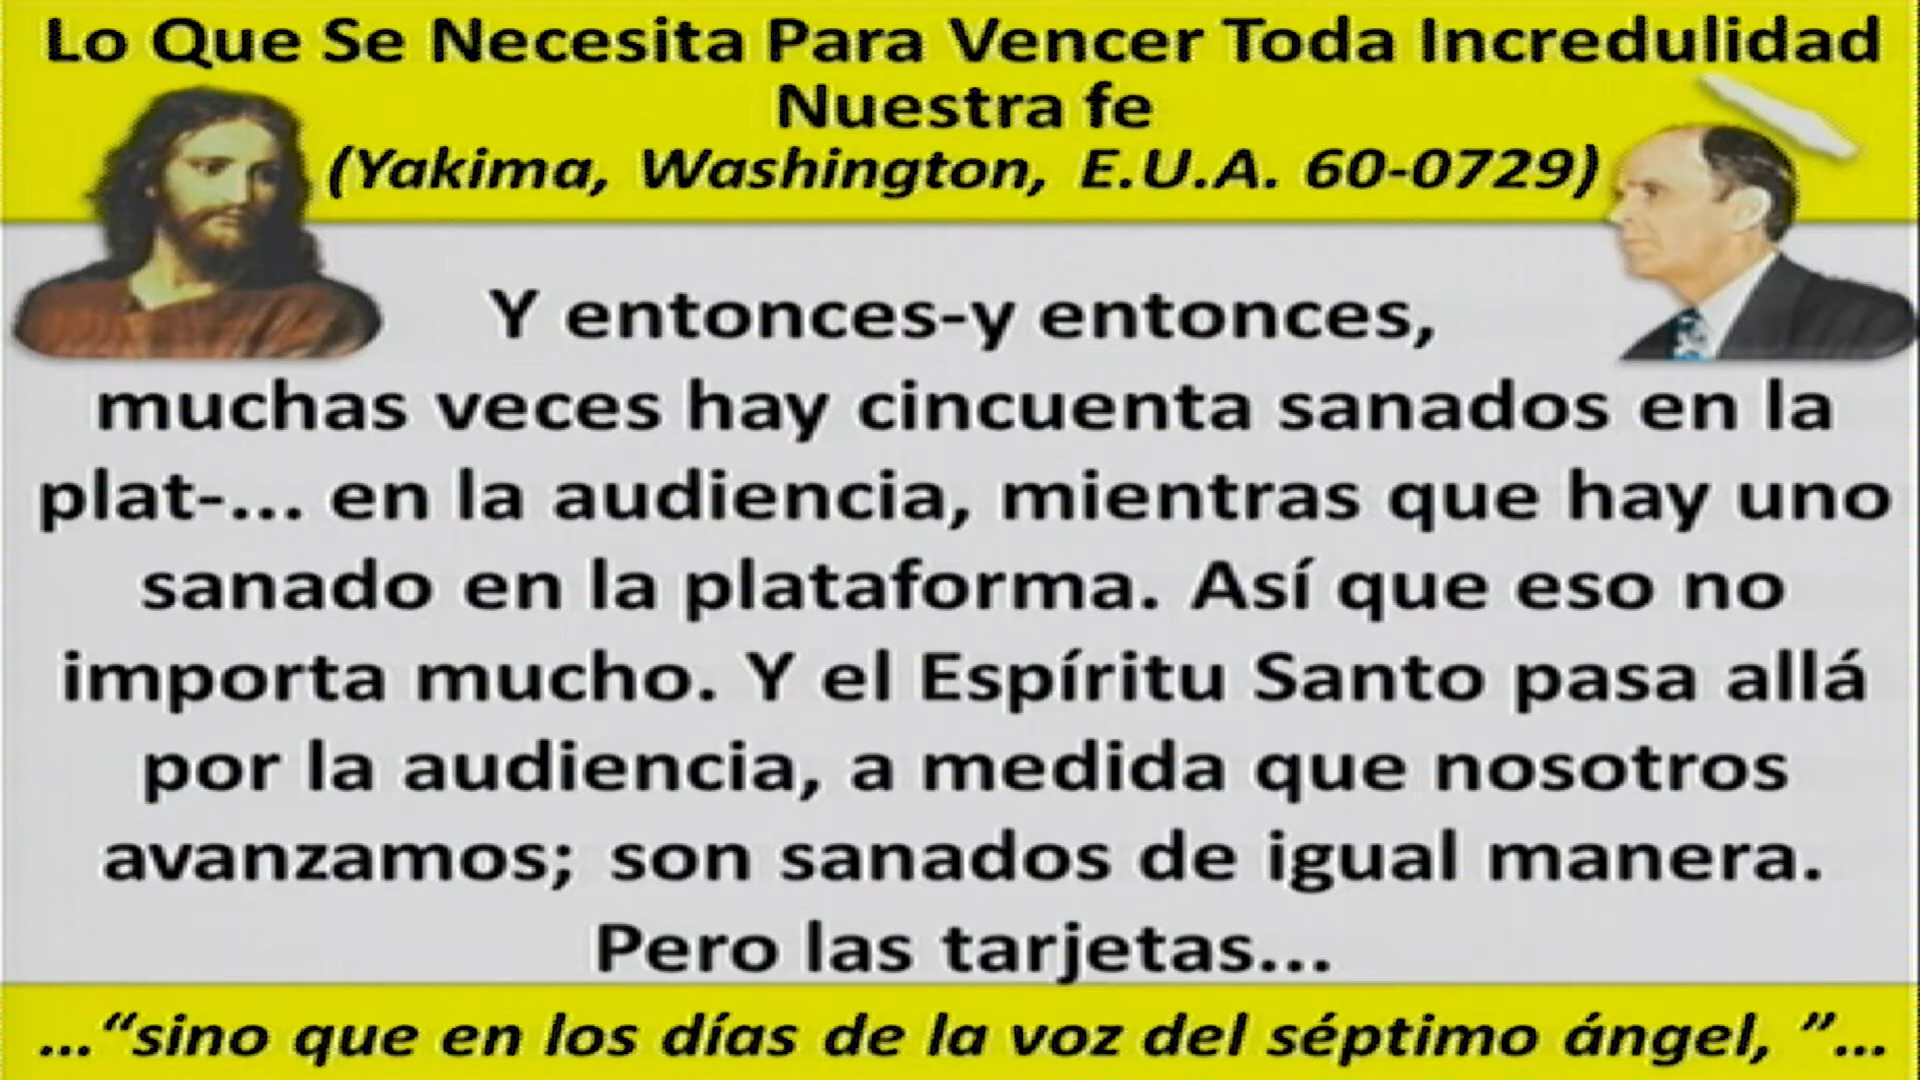 Lo Que Se Necesita Para Vencer Toda Incredulidad
Nuestra fe
(Yakima, Washington, E.U.A. 60-0729)
Y entonces-y entonces,
muchas veces hay cincuenta sanados en la
plat-... en la audiencia, mientras que hay uno
sanado en la plataforma. Así que eso no
importa mucho. Y el Espíritu Santo pasa allá
por la audiencia, a medida que nosotros
avanzamos; son sanados de igual manera.
Pero las tarjetas...
...“sino que en los días de la voz del séptimo ángel, ”...